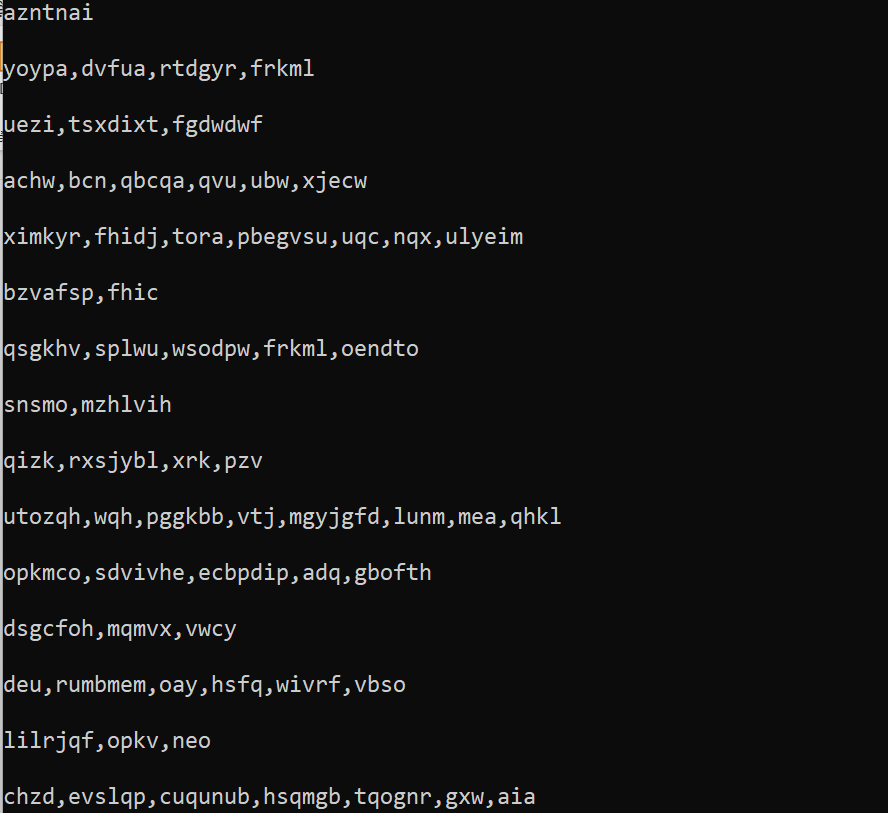 azntnai
yoypa,dvfua,rtdgyr,frkml
uezi,tsxdixt,fgdwdwf
achw,bcn,qbcqa,qvu,ubw,xjecw
ximkyr,fhidj,tora,pbegvsu,uqc,nqx,ulyeim
bzvafsp,fhic
qsgkhv,splwu,wsodpw,frkml,oendto
snsmo,mzhlvih
qizk,rxsjybl,xrk,pzv
utozqh,wqh,pggkbb,vtj,mgyjgfd,lunm,mea,qhkl
opkmco,sdvivhe,ecbpdip,adq,gbofth
dsgcfoh,mqmvx,vwcy
deu,rumbmem,oay,hsfq,wivrf,vbso
lilrjqf,opkv,neo
chzd,evslqp,cuqunub,hsqmgb,tqognr,gxw,aia